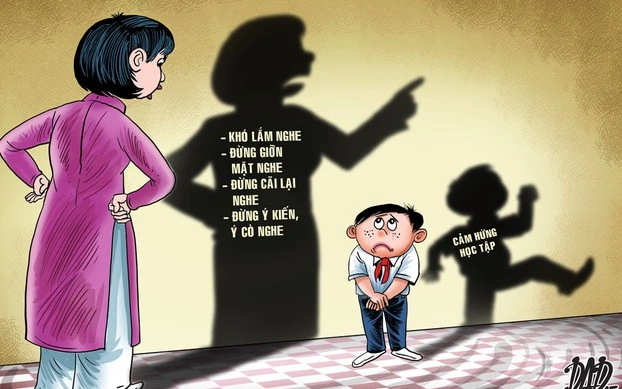 - KHÓ LẮM NGHE
- ĐỪNG GIỠN
MẶT NGHE
- ĐỪNG CÃI LẠI
NGHE
- ĐỪNG Ý KIẾN,
Ý CÒ NGHE
CẢM HỨNG
HỌC TẬP
DAD